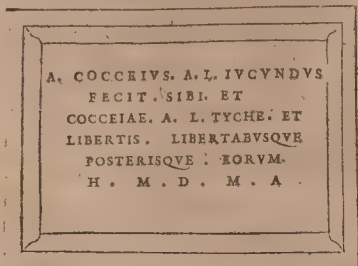 A. COCCEIVS. A. L. IVCVNDVS
FECIT. SIBI. ET
COCCEIAE. A. L. TYCHE. ET
LIBERTIS. LIBERTABVSQVE
POSTERISQVE. EORVM.
H. M. D. M. A